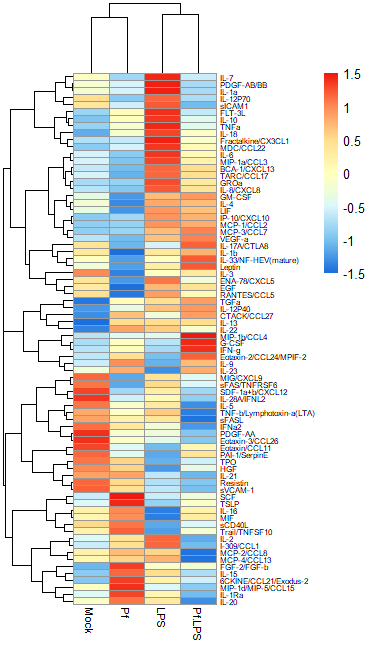 IL-7
PDGF-AB/BB
IL-1a
IL-12P70
sICAM1
FLT-3L
IL-10
TNFa
IL-18
Fractalkine/CX3CL1
MDC/CCL22
IL-6
MIP-1a/CCL3
BCA-1/CXCL13
TARC/CCL17
GROa
IL-8/CXCL8
GM-CSF
IL-4
LIF
IP-10/CXCL10
MCP-1/CCL2
MCP-3/CCL7
VEGF-a
IL-17A/CTLA8
IL-1b
IL-33/NF-HEV(mature)
Leptin
IL-3
ENA-78/CXCL5
EGF
RANTES/CCL5
TGFa
IL-12P40
CTACK/CCL27
IL-13
IL-22
MIP-1b/CCL4
G-CSF
IFN-g
Eotaxin-2/CCL24/MPIF-2
IL-9
IL-23
MIG/CXCL9
sFAS/TNFRSF6
SDF-1a+b/CXCL12
IL-28A/IFNL2
IL-5
TNF-b/Lymphotoxin-a(LTA)
sFASL
IFNa2
PDGF-AA
Eotaxin-3/CCL26
Eotaxin/CCL11
PAI-1/SerpinE
TPO
HGF
IL-21
Resistin
sVCAM-1
SCF
TSLP
IL-16
MIF
sCD40L
Trail/TNFSF10
IL-2
I-309/CCL1
MCP-2/CCL8
MCP-4/CCL13
FGF-2/FGF-b
IL-15
6CKINE/CCL21/Exodus-2
MIP-1d/MIP-5/CCL15
IL-1Ra
IL-20
Mock
Pf
LPS
Pf.LPS
1.5
1
0.5
0
-0.5
-1
-1.5